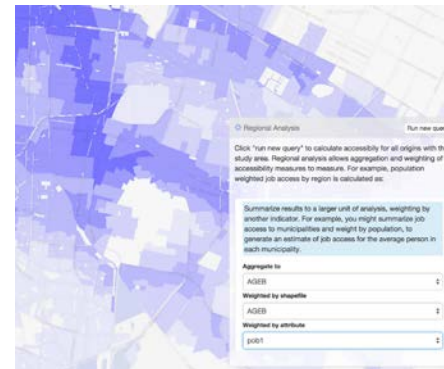 Regional Analysis
Run new quer
Click "run new query" to calculate accessibily for all origins with th
study area. Regional analysis allows aggregation and weighting of
accessibility measures to measure. For example, population
weighted job access by region is calculated as:
Summarize results to a larger unit of analysis, weighting by
another indicator. For example, you might summarize job
access to municipalities and weight by population, to
generate an estimate of job access for the average person in
each municipality.
Aggregate to
AGEB
Weighted by shapefile
AGEB
Weighted by attribute
pob1